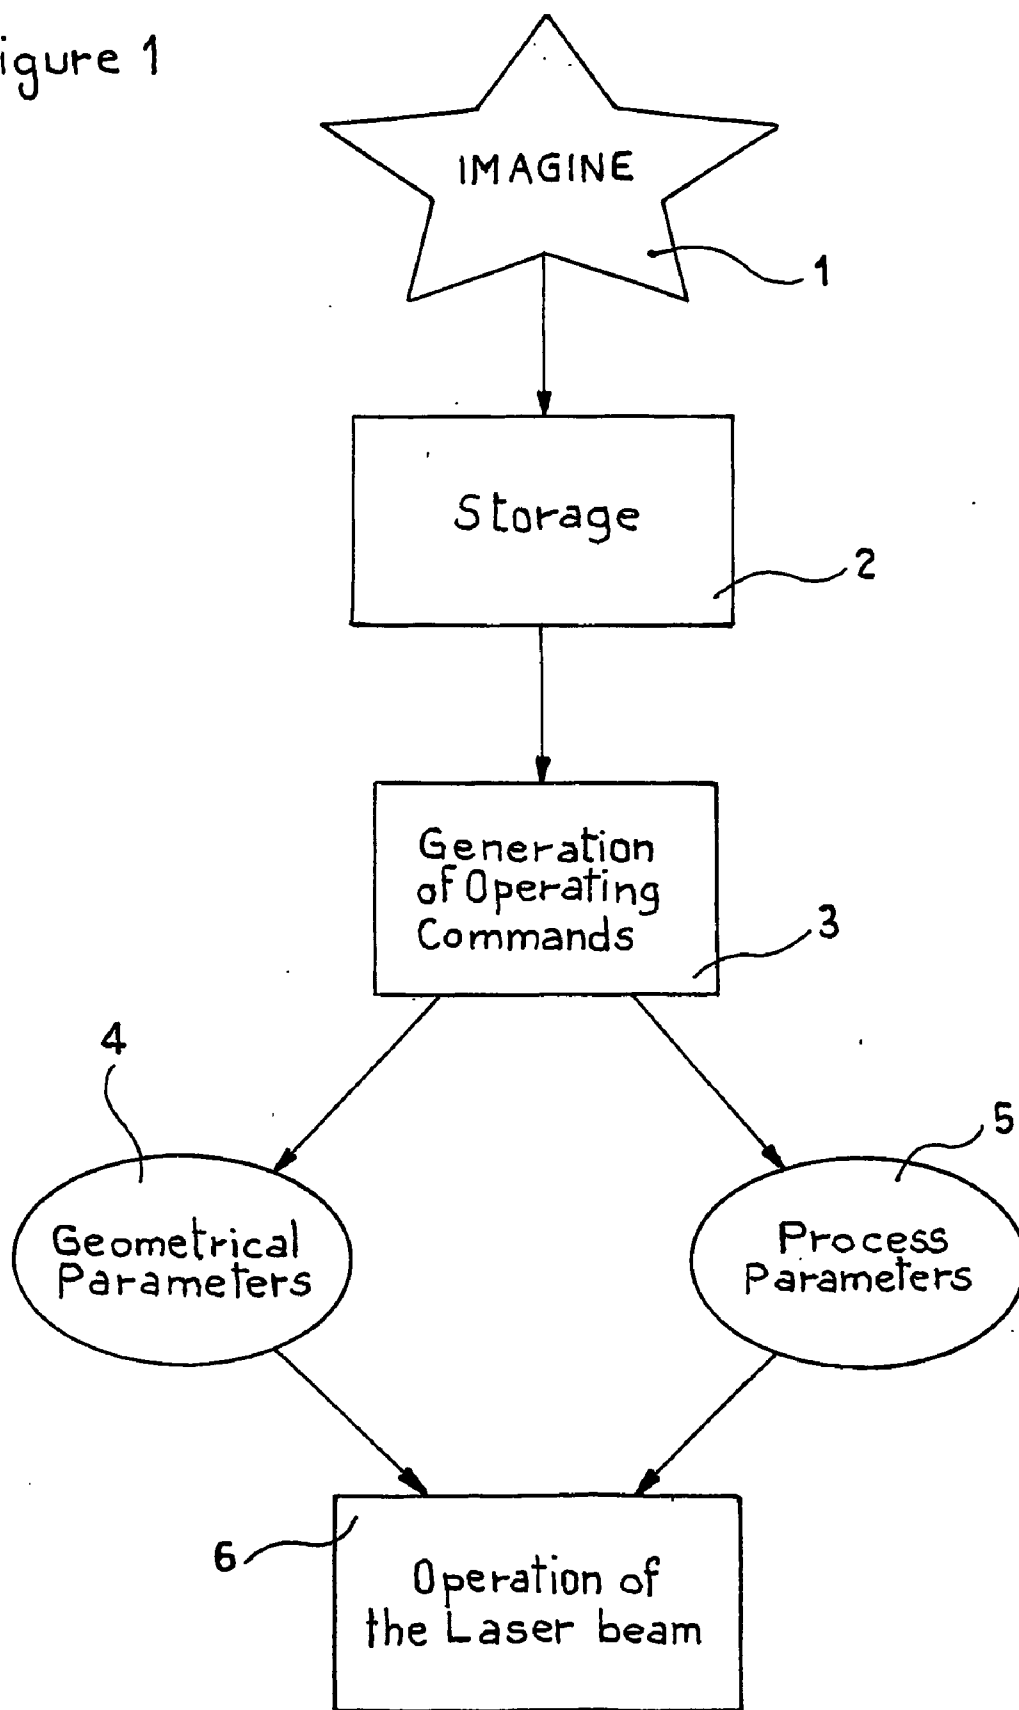 igure 1
IMAGINE
1
Storage
2
Generation
of Operating
Commands
3
4
5
Geometrical
Parameters
Process
Parameters
6
Operation of
the Laser beam